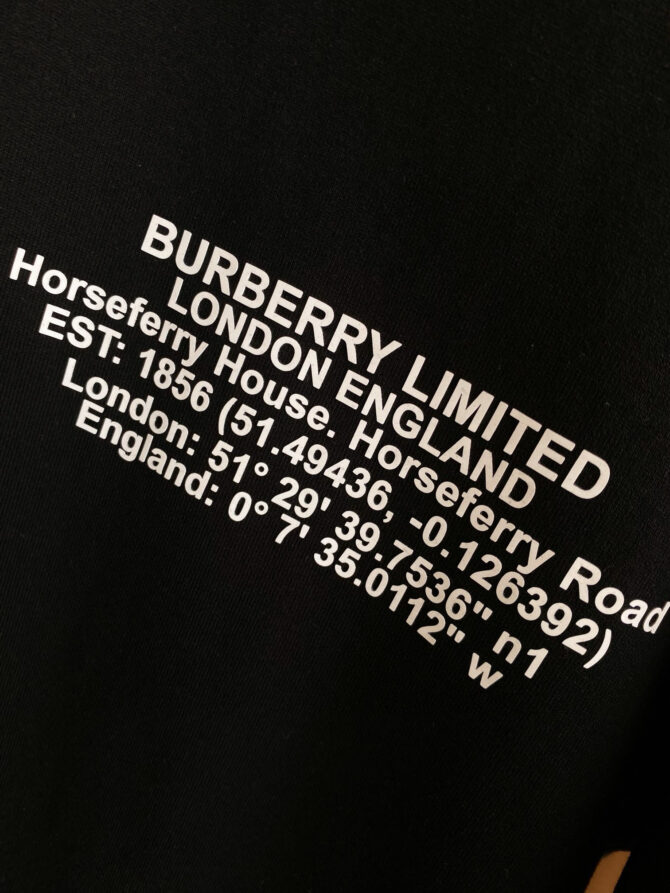 BURBERRY LIMITED
LONDON ENGLAND
Horseferry House. Horseferry Road
EST: 1856 (51.49436, -0.126392)
London: 51° 29' 39.7536" n1
England: 0° 7' 35.0112" w